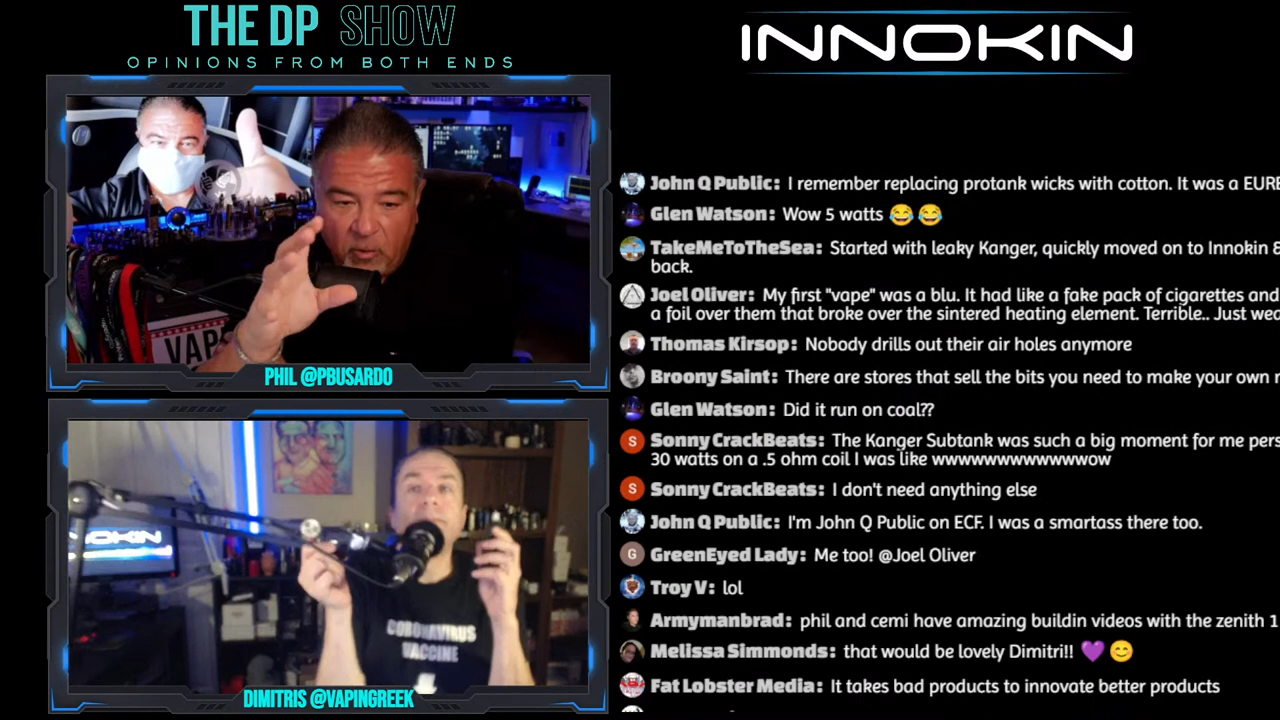 THE DP SHOW
OPINIONS FROM BOTH ENDS
INNOKIN
VAP
PHIL @PBUSARDO
OKIN
CORONAVIRUS
VACCINE
DIMITRIS @VAPINGREEK
John Q Public: I remember replacing protank wicks with cotton. It was a EURE
Glen Watson: Wow 5 watts 😂 😂
TakeMeToTheSea: Started with leaky Kanger, quickly moved on to Innokin &
back.
Joel Oliver: My first "vape" was a blu. It had like a fake pack of cigarettes and
a foil over them that broke over the sintered heating element. Terrible.. Just wea
Thomas Kirsop: Nobody drills out their air holes anymore
Broony Saint: There are stores that sell the bits you need to make your own r
Glen Watson: Did it run on coal??
S Sonny CrackBeats: The Kanger Subtank was such a big moment for me pers
30 watts on a .5 ohm coil I was like wwwwwwwwwwwwow
S Sonny CrackBeats: I don't need anything else
John Q Public: I'm John Q Public on ECF. I was a smartass there too.
G GreenEyed Lady: Me too! @Joel Oliver
Troy V: lol
Armymanbrad: phil and cemi have amazing buildin videos with the zenith 1
Melissa Simmonds: that would be lovely Dimitri!! 💜 😊
Fat Lobster Media: It takes bad products to innovate better products